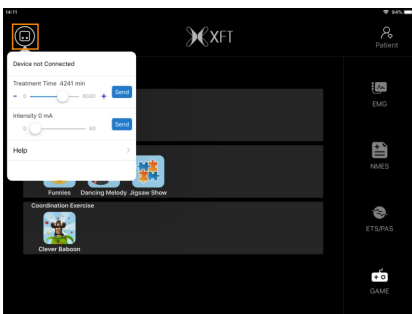 14:11
94%
XFT
Patient
Device not Connected
Treatment Time 4241 min
- 0 6000 + Send
Intensity 0 mA
0 60 Send
Help
EMG
NMES
ETS/PAS
GAME
Funnies Dancing Melody Jigsaw Show
Coordination Exercise
Clever Baboon